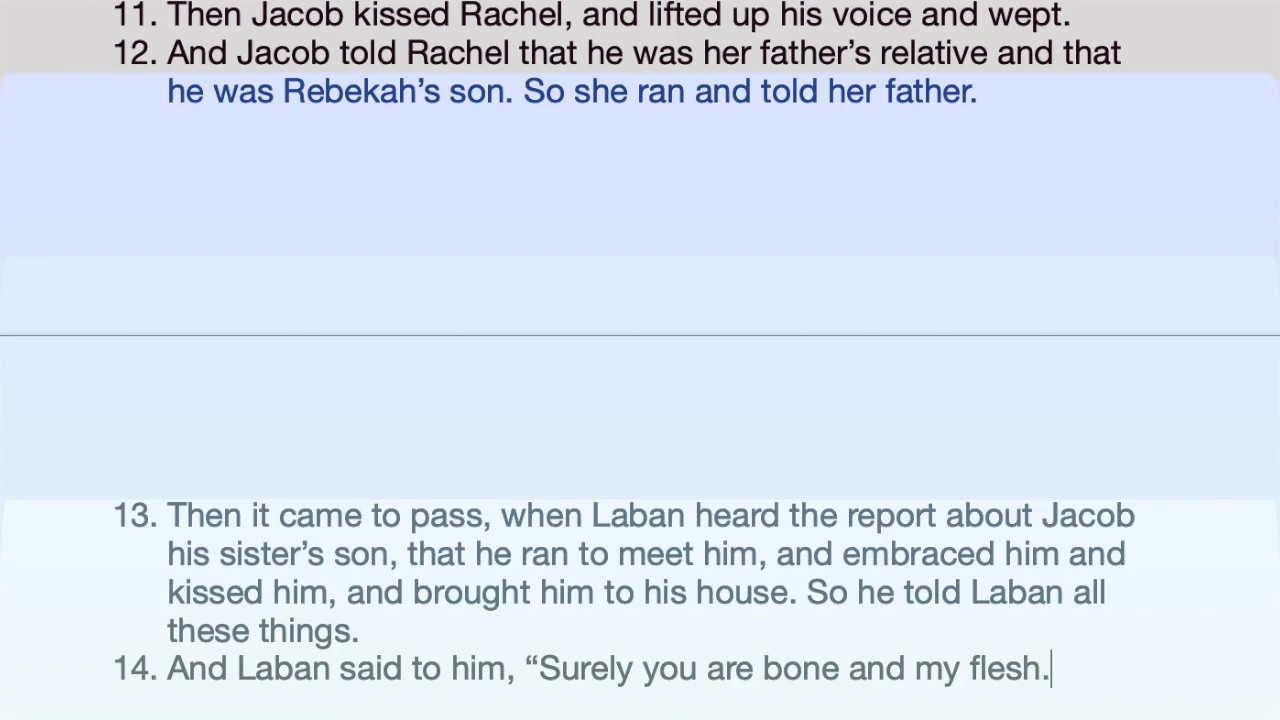 11. Then Jacob kissed Rachel, and lifted up his voice and wept.
12. And Jacob told Rachel that he was her father’s relative and that
he was Rebekah’s son. So she ran and told her father.
13. Then it came to pass, when Laban heard the report about Jacob
his sister’s son, that he ran to meet him, and embraced him and
kissed him, and brought him to his house. So he told Laban all
these things.
14. And Laban said to him, “Surely you are bone and my flesh.